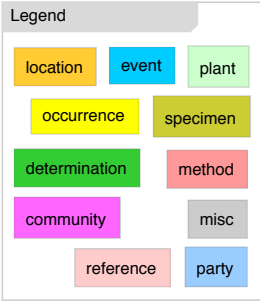 Legend
location event plant
occurrence specimen
determination method
community misc
reference party